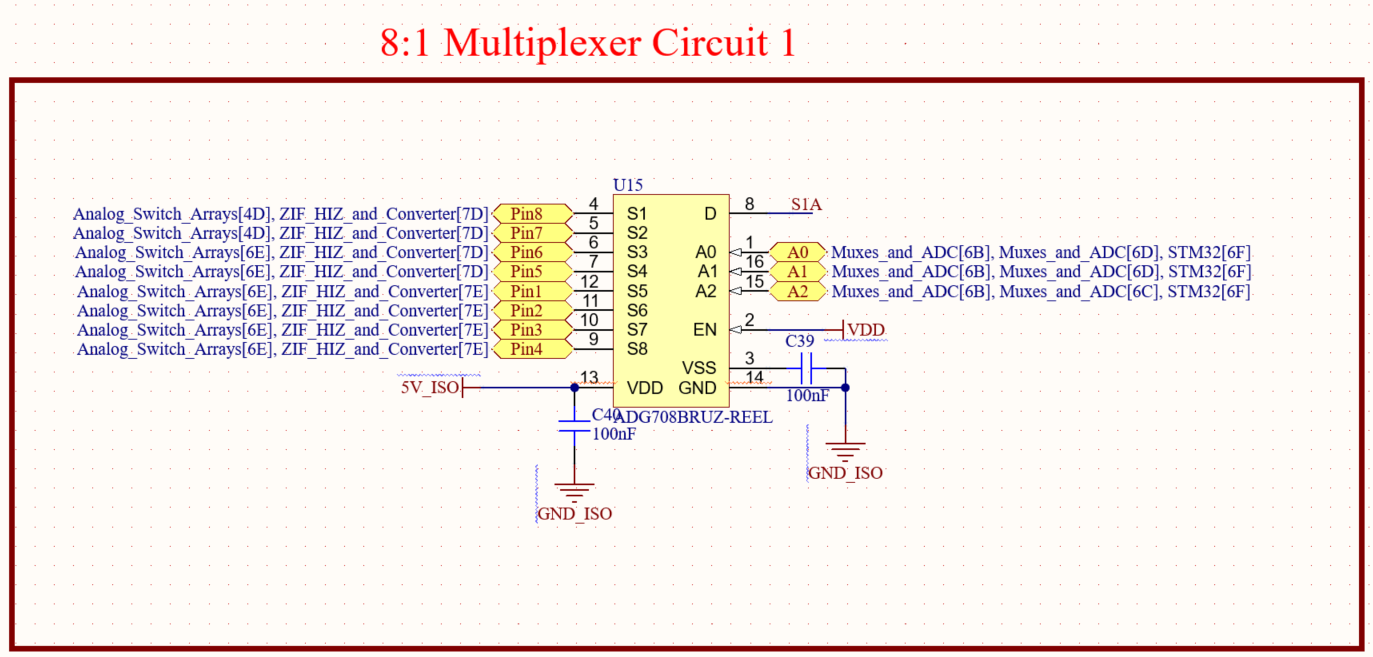 8:1 Multiplexer Circuit 1
U15
Analog_Switch_Arrays[4D], ZIF_HIZ_and_Converter[7D] Pin8 4 S1 D 8 S1A
Analog_Switch_Arrays[4D], ZIF_HIZ_and_Converter[7D] Pin7 5 S2
Analog_Switch_Arrays[6E], ZIF_HIZ_and_Converter[7D] Pin6 6 S3 A0 1 A0 Muxes_and_ADC[6B], Muxes_and_ADC[6D], STM32[6F]
Analog_Switch_Arrays[6E], ZIF_HIZ_and_Converter[7D] Pin5 7 S4 A1 16 A1 Muxes_and_ADC[6B], Muxes_and_ADC[6D], STM32[6F]
Analog_Switch_Arrays[6E], ZIF_HIZ_and_Converter[7E] Pin1 12 S5 A2 15 A2 Muxes_and_ADC[6B], Muxes_and_ADC[6C], STM32[6F]
Analog_Switch_Arrays[6E], ZIF_HIZ_and_Converter[7E] Pin2 11 S6
Analog_Switch_Arrays[6E], ZIF_HIZ_and_Converter[7E] Pin3 10 S7 EN 2 VDD
Analog_Switch_Arrays[6E], ZIF_HIZ_and_Converter[7E] Pin4 9 S8
C39
VSS 3
5V_ISO 13 VDD GND 14
100nF
C40 ADG708BRUZ-REEL
100nF
GND_ISO
GND_ISO